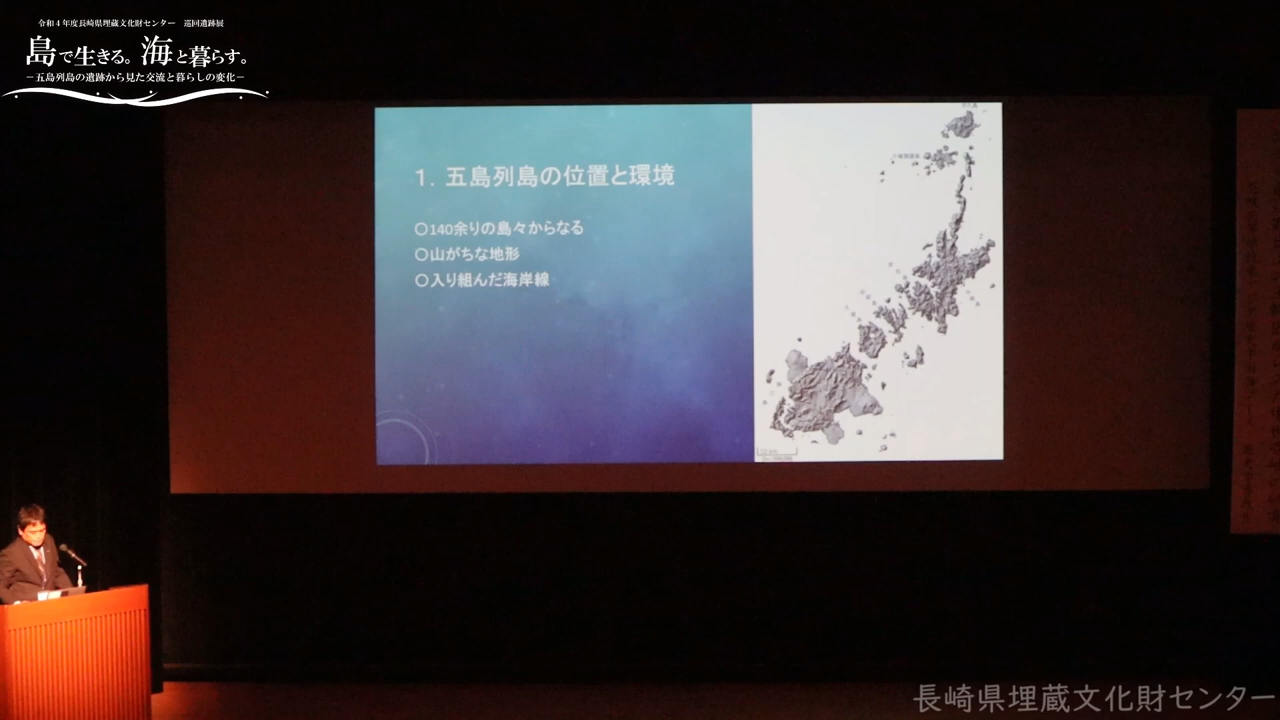 令和４年度長崎県埋蔵文化財センター　巡回遺跡展
島で生きる。海と暮らす。
－五島列島の遺跡から見た交流と暮らしの変化－
１．五島列島の位置と環境
〇140余りの島々からなる
〇山がちな地形
〇入り組んだ海岸線
長崎県埋蔵文化財センター